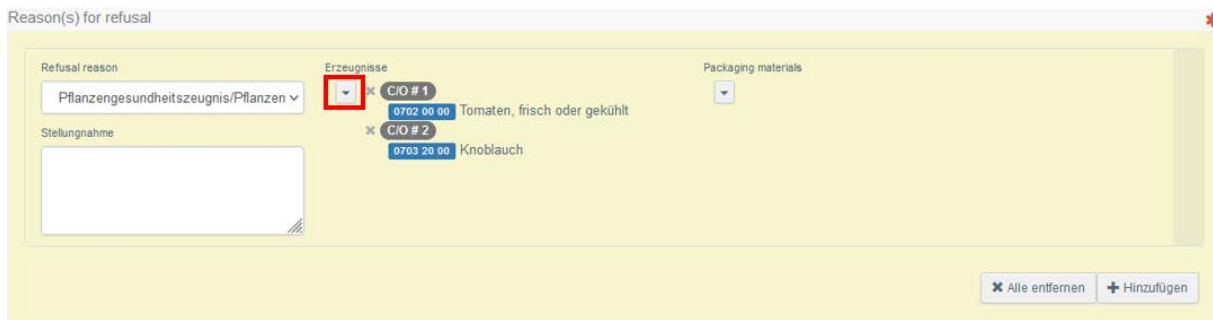 Reason(s) for refusal
Refusal reason
Pflanzengesundheitszeugnis/Pflanzen
Stellungnahme
Erzeugnisse
C/O # 1
0702 00 00 Tomaten, frisch oder gekühlt
C/O # 2
0703 20 00 Knoblauch
Packaging materials
Alle entfernen
Hinzufügen